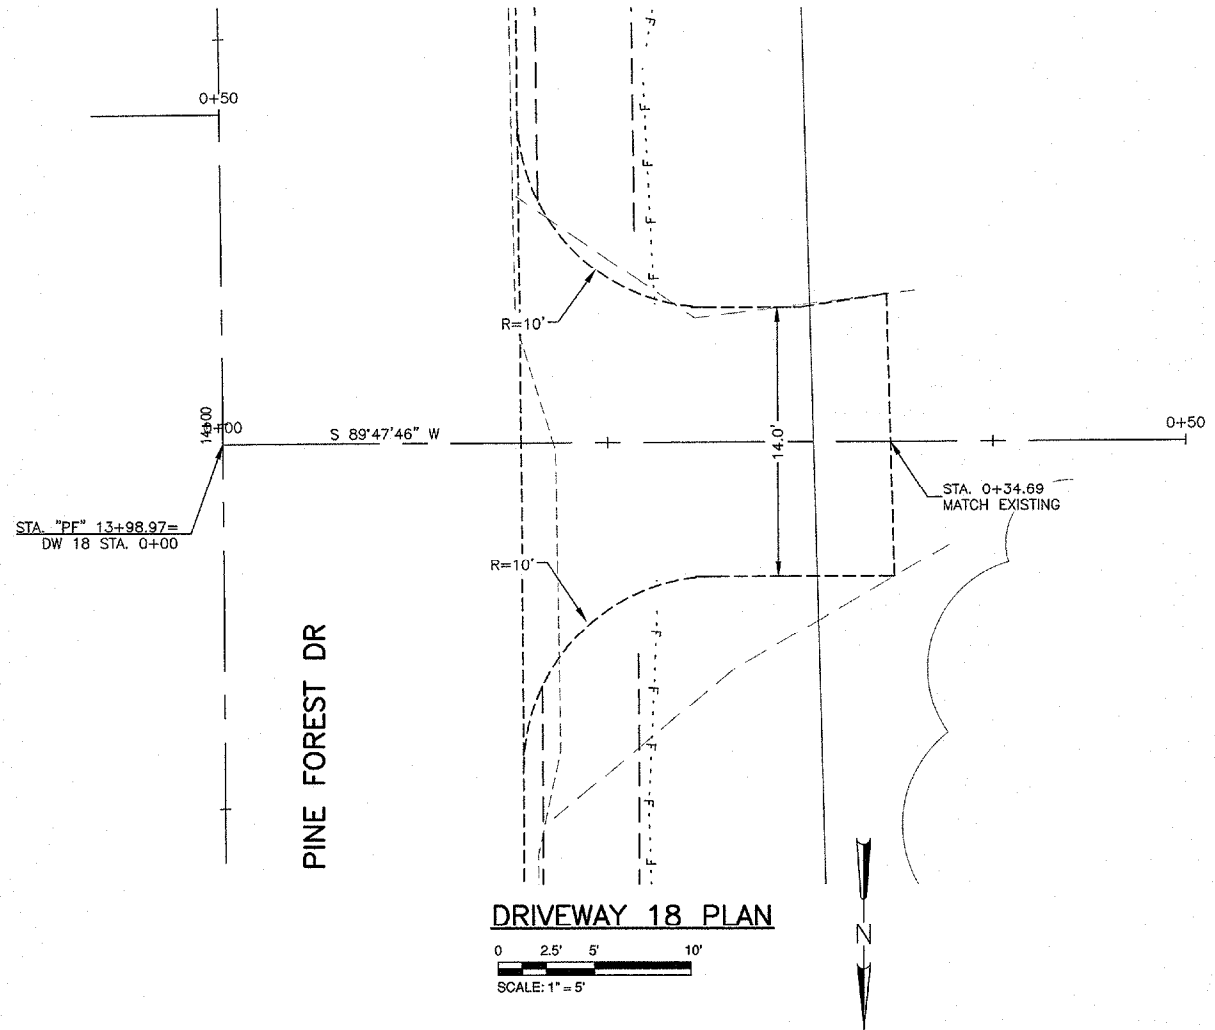 0+50
F
F
F
F
F
R=10'
14+00
0+00
S 89°47'46" W
14.0'
0+50
STA. 0+34.69
MATCH EXISTING
STA. "PF" 13+98.97=
DW 18 STA. 0+00
R=10'
PINE FOREST DR
F
F
F
F
F
DRIVEWAY 18 PLAN
0 2.5' 5' 10'
SCALE: 1" = 5'
N